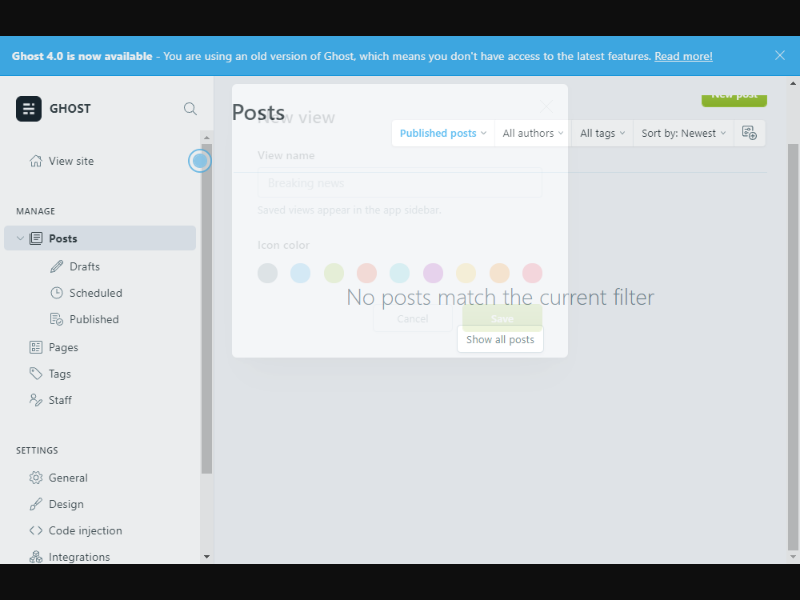 Ghost 4.0 is now available - You are using an old version of Ghost, which means you don't have access to the latest features. Read more!
GHOST
View site
MANAGE
Posts
Drafts
Scheduled
Published
Pages
Tags
Staff
SETTINGS
General
Design
Code injection
Integrations
Posts
New post
Published posts
All authors
All tags
Sort by: Newest
New view
View name
Breaking news
Saved views appear in the app sidebar.
Icon color
No posts match the current filter
Cancel
Save
Show all posts